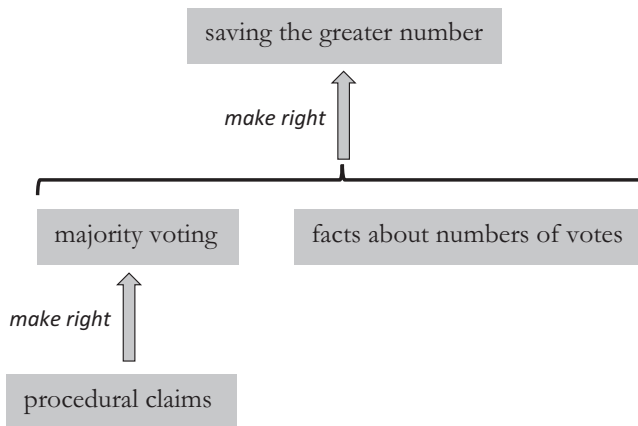 saving the greater number
make right
majority voting
facts about numbers of votes
make right
procedural claims